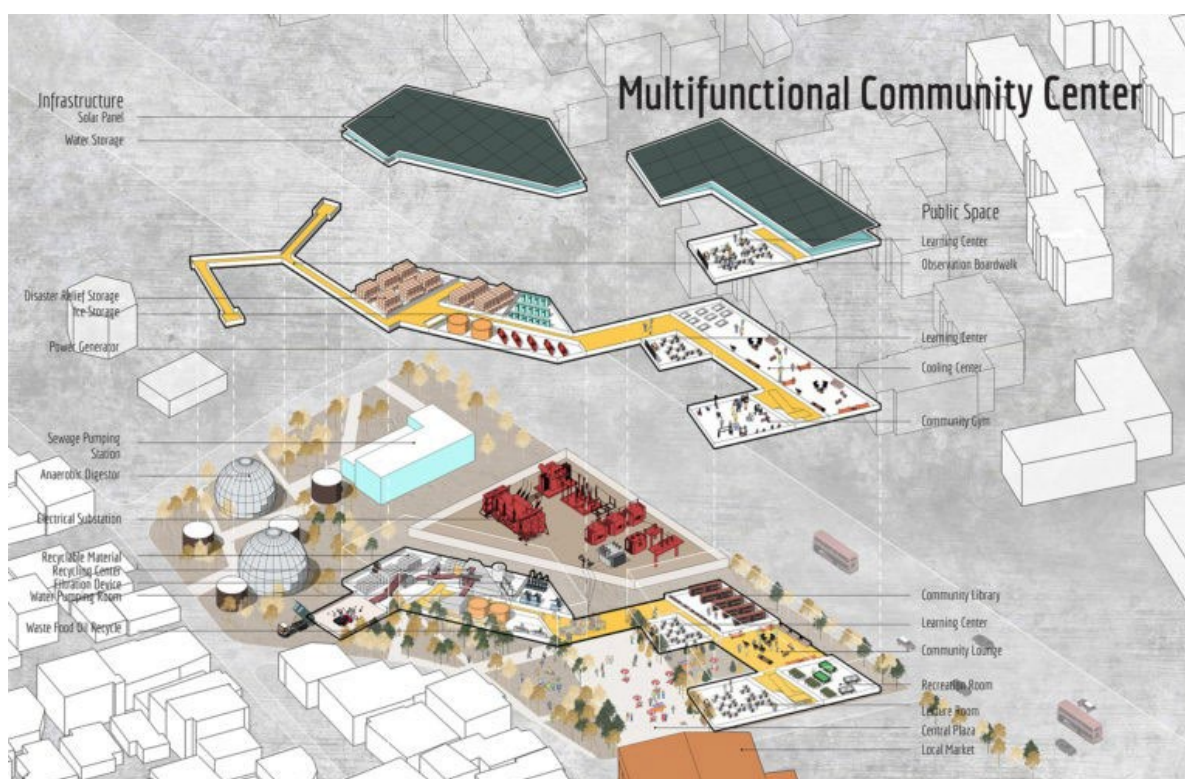 Multifunctional Community Center
Infrastructure
Solar Panel
Water Storage
Disaster Relief Storage
Ice Storage
Power Generator
Sewage Pumping
Station
Anaerobic Digestor
Electrical Substation
Recyclable Material
Recycling Center
Filtration Device
Water Pumping Room
Waste Food Oil Recycle
Public Space
Learning Center
Observation Boardwalk
Learning Center
Cooling Center
Community Gym
Community Library
Learning Center
Community Lounge
Recreation Room
Leisure Room
Central Plaza
Local Market